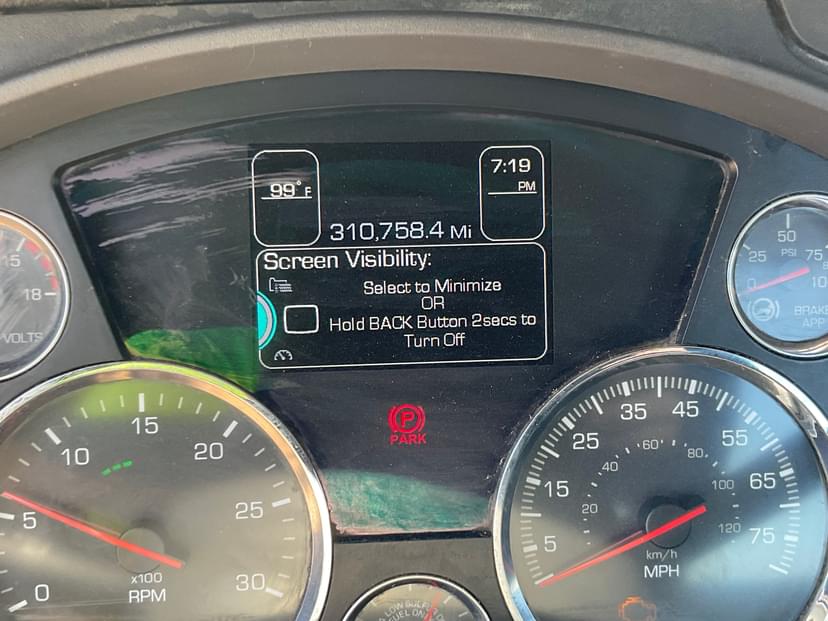 99°F
7:19
PM
310,758.4 Mi
Screen Visibility:
Select to Minimize
OR
Hold BACK Button 2secs to
Turn Off
15
18
VOLTS
50
25
75
PSI
10
BRAKE
APP
P
PARK
0
5
10
15
20
25
30
x100
RPM
5
15
25
35
45
55
65
75
20
40
60
80
100
120
km/h
MPH